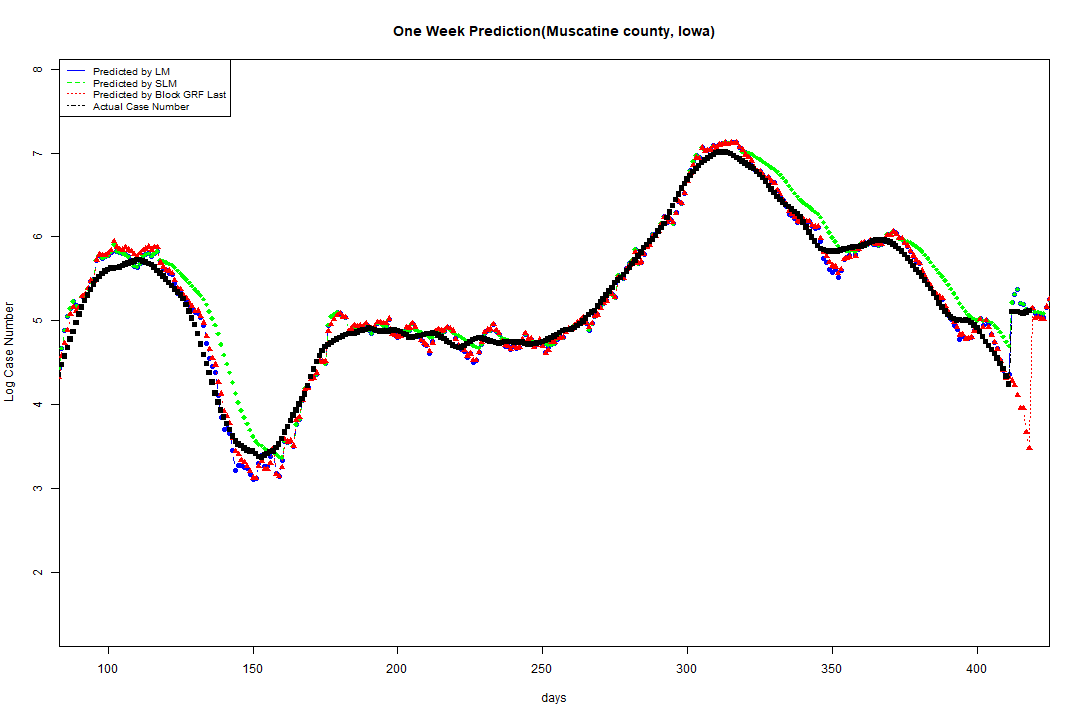 One Week Prediction(Muscatine county, Iowa)
Predicted by LM
Predicted by SLM
Predicted by Block GRF Last
Actual Case Number
Log Case Number
8
7
6
5
4
3
2
100 150 200 250 300 350 400
days